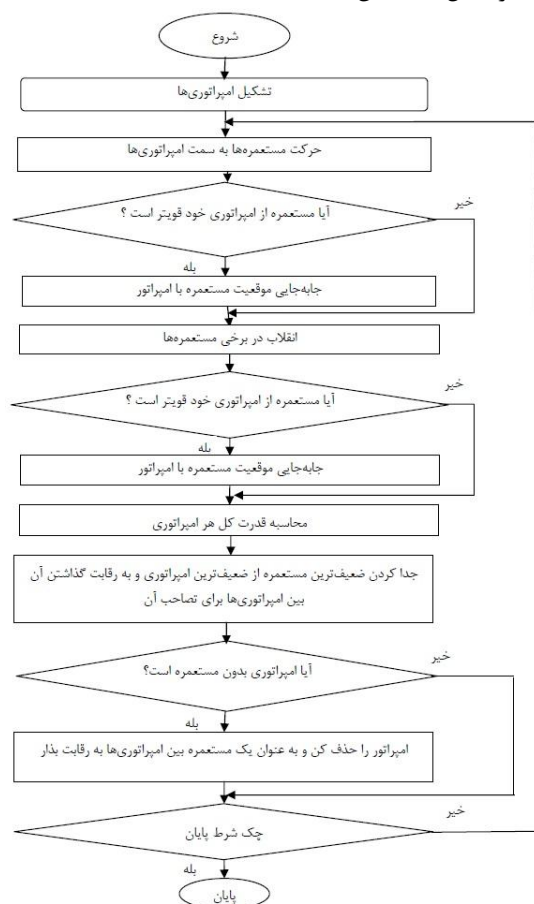 شروع
تشکیل امپراتوری‌ها
حرکت مستعمره‌ها به سمت امپراتوری‌ها
آیا مستعمره از امپراتوری خود قویتر است ؟
خیر
بله
جابه‌جایی موقعیت مستعمره با امپراتور
انقلاب در برخی مستعمره‌ها
آیا مستعمره از امپراتوری خود قویتر است ؟
خیر
بله
جابه‌جایی موقعیت مستعمره با امپراتور
محاسبه قدرت کل هر امپراتوری
جدا کردن ضعیف‌ترین مستعمره از ضعیف‌ترین امپراتوری و به رقابت گذاشتن آن
بین امپراتوری‌ها برای تصاحب آن
آیا امپراتوری بدون مستعمره است؟
خیر
بله
امپراتور را حذف کن و به عنوان یک مستعمره بین امپراتوری‌ها به رقابت بذار
چک شرط پایان
خیر
بله
پایان